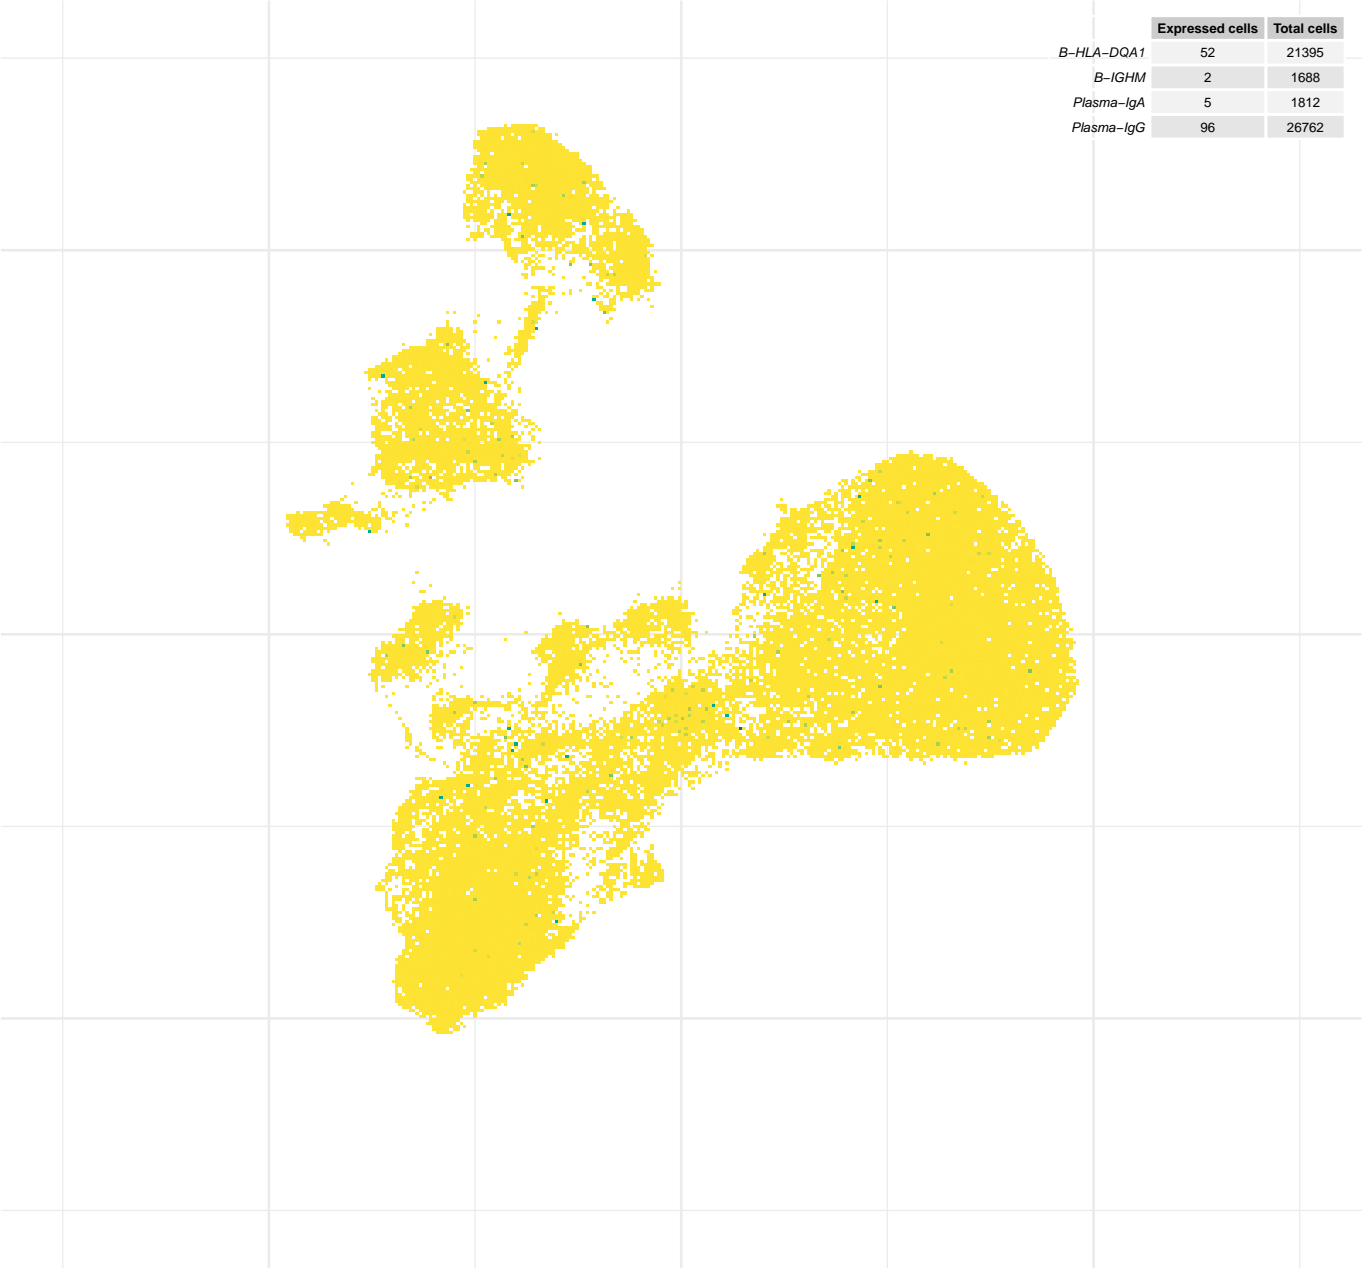 Expressed cells Total cells
B−HLA−DQA1 52 21395
B−IGHM 2 1688
Plasma−IgA 5 1812
Plasma−IgG 96 26762